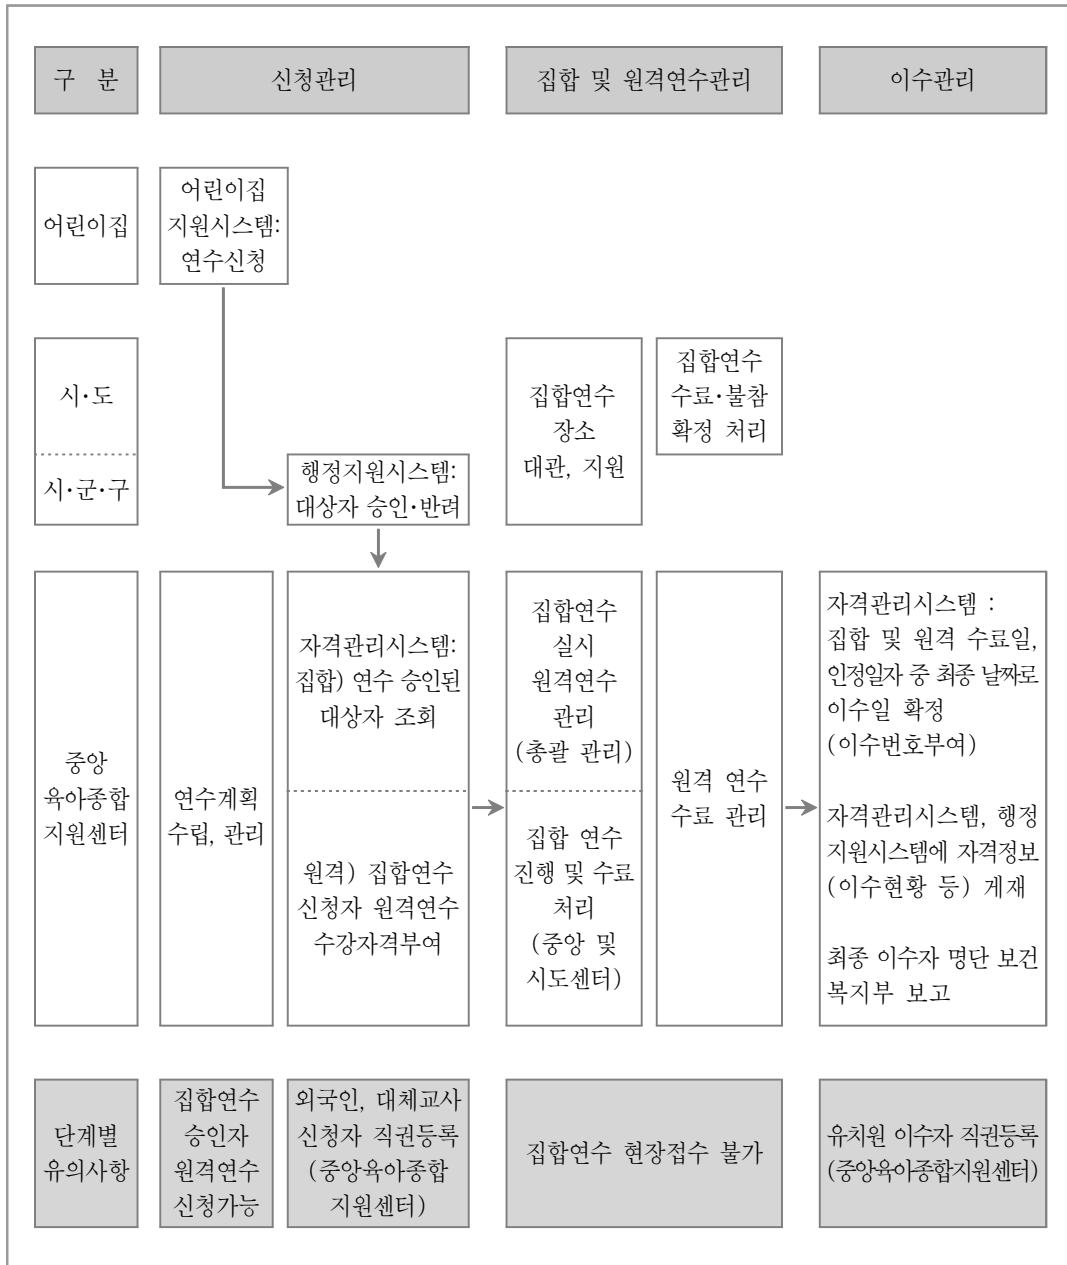 구 분
신청관리
집합 및 원격연수관리
이수관리
어린이집
어린이집
지원시스템:
연수신청
시·도
시·군·구
행정지원시스템:
대상자 승인·반려
집합연수
장소
대관, 지원
집합연수
수료·불참
확정 처리
중앙
육아종합
지원센터
연수계획
수립, 관리
자격관리시스템:
집합) 연수 승인된
대상자 조회
원격) 집합연수
신청자 원격연수
수강자격부여
집합연수
실시
원격연수
관리
(총괄 관리)
집합 연수
진행 및 수료
처리
(중앙 및
시도센터)
원격 연수
수료 관리
자격관리시스템 :
집합 및 원격 수료일,
인정일자 중 최종 날짜로
이수일 확정
(이수번호부여)
자격관리시스템, 행정
지원시스템에 자격정보
(이수현황 등) 게재
최종 이수자 명단 보건
복지부 보고
단계별
유의사항
집합연수
승인자
원격연수
신청가능
외국인, 대체교사
신청자 직권등록
(중앙육아종합
지원센터)
집합연수 현장접수 불가
유치원 이수자 직권등록
(중앙육아종합지원센터)